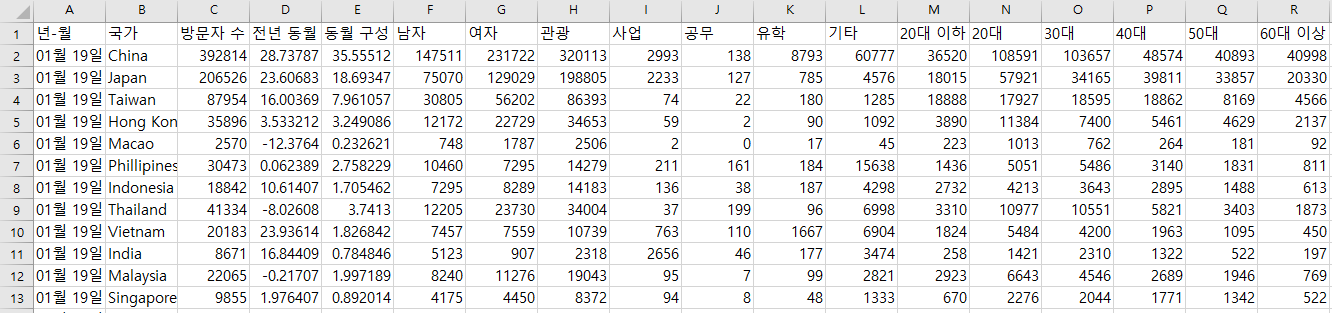 A B C D E F G H I J K L M N O P Q R
1 년-월 국가 방문자 수 전년 동월 동월 구성 남자 여자 관광 사업 공무 유학 기타 20대 이하 20대 30대 40대 50대 60대 이상
2 01월 19일 China 392814 28.73787 35.55512 147511 231722 320113 2993 138 8793 60777 36520 108591 103657 48574 40893 40998
3 01월 19일 Japan 206526 23.60683 18.69347 75070 129029 198805 2233 127 785 4576 18015 57921 34165 39811 33857 20330
4 01월 19일 Taiwan 87954 16.00369 7.961057 30805 56202 86393 74 22 180 1285 18888 17927 18595 18862 8169 4566
5 01월 19일 Hong Kon 35896 3.533212 3.249086 12172 22729 34653 59 2 90 1092 3890 11384 7400 5461 4629 2137
6 01월 19일 Macao 2570 -12.3764 0.232621 748 1787 2506 2 0 17 45 223 1013 762 264 181 92
7 01월 19일 Phillipines 30473 0.062389 2.758229 10460 7295 14279 211 161 184 15638 1436 5051 5486 3140 1831 811
8 01월 19일 Indonesia 18842 10.61407 1.705462 7295 8289 14183 136 38 187 4298 2732 4213 3643 2895 1488 613
9 01월 19일 Thailand 41334 -8.02608 3.7413 12205 23730 34004 37 199 96 6998 3310 10977 10551 5821 3403 1873
10 01월 19일 Vietnam 20183 23.93614 1.826842 7457 7559 10739 763 110 1667 6904 1824 5484 4200 1963 1095 450
11 01월 19일 India 8671 16.84409 0.784846 5123 907 2318 2656 46 177 3474 258 1421 2310 1322 522 197
12 01월 19일 Malaysia 22065 -0.21707 1.997189 8240 11276 19043 95 7 99 2821 2923 6643 4546 2689 1946 769
13 01월 19일 Singapore 9855 1.976407 0.892014 4175 4450 8372 94 8 48 1333 670 2276 2044 1771 1342 522